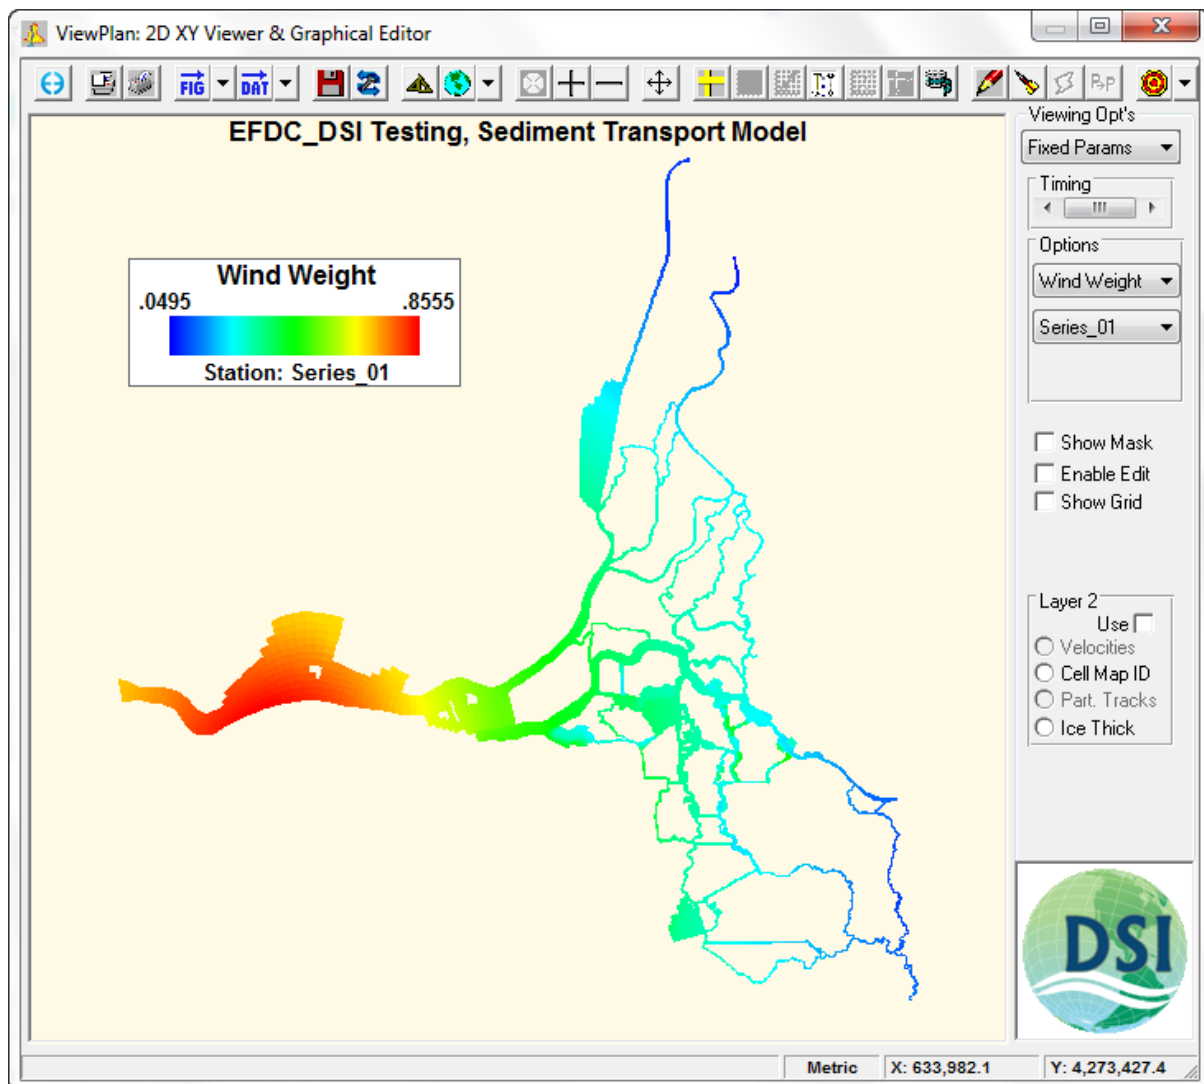 ViewPlan: 2D XY Viewer & Graphical Editor
FIG
DAT
P→P
EFDC_DSI Testing, Sediment Transport Model
Wind Weight
.0495 .8555
Station: Series_01
Viewing Opt's
Fixed Params
Timing
Options
Wind Weight
Series_01
Show Mask
Enable Edit
Show Grid
Layer 2
Use
Velocities
Cell Map ID
Part. Tracks
Ice Thick
DSI
Metric X: 633,982.1 Y: 4,273,427.4